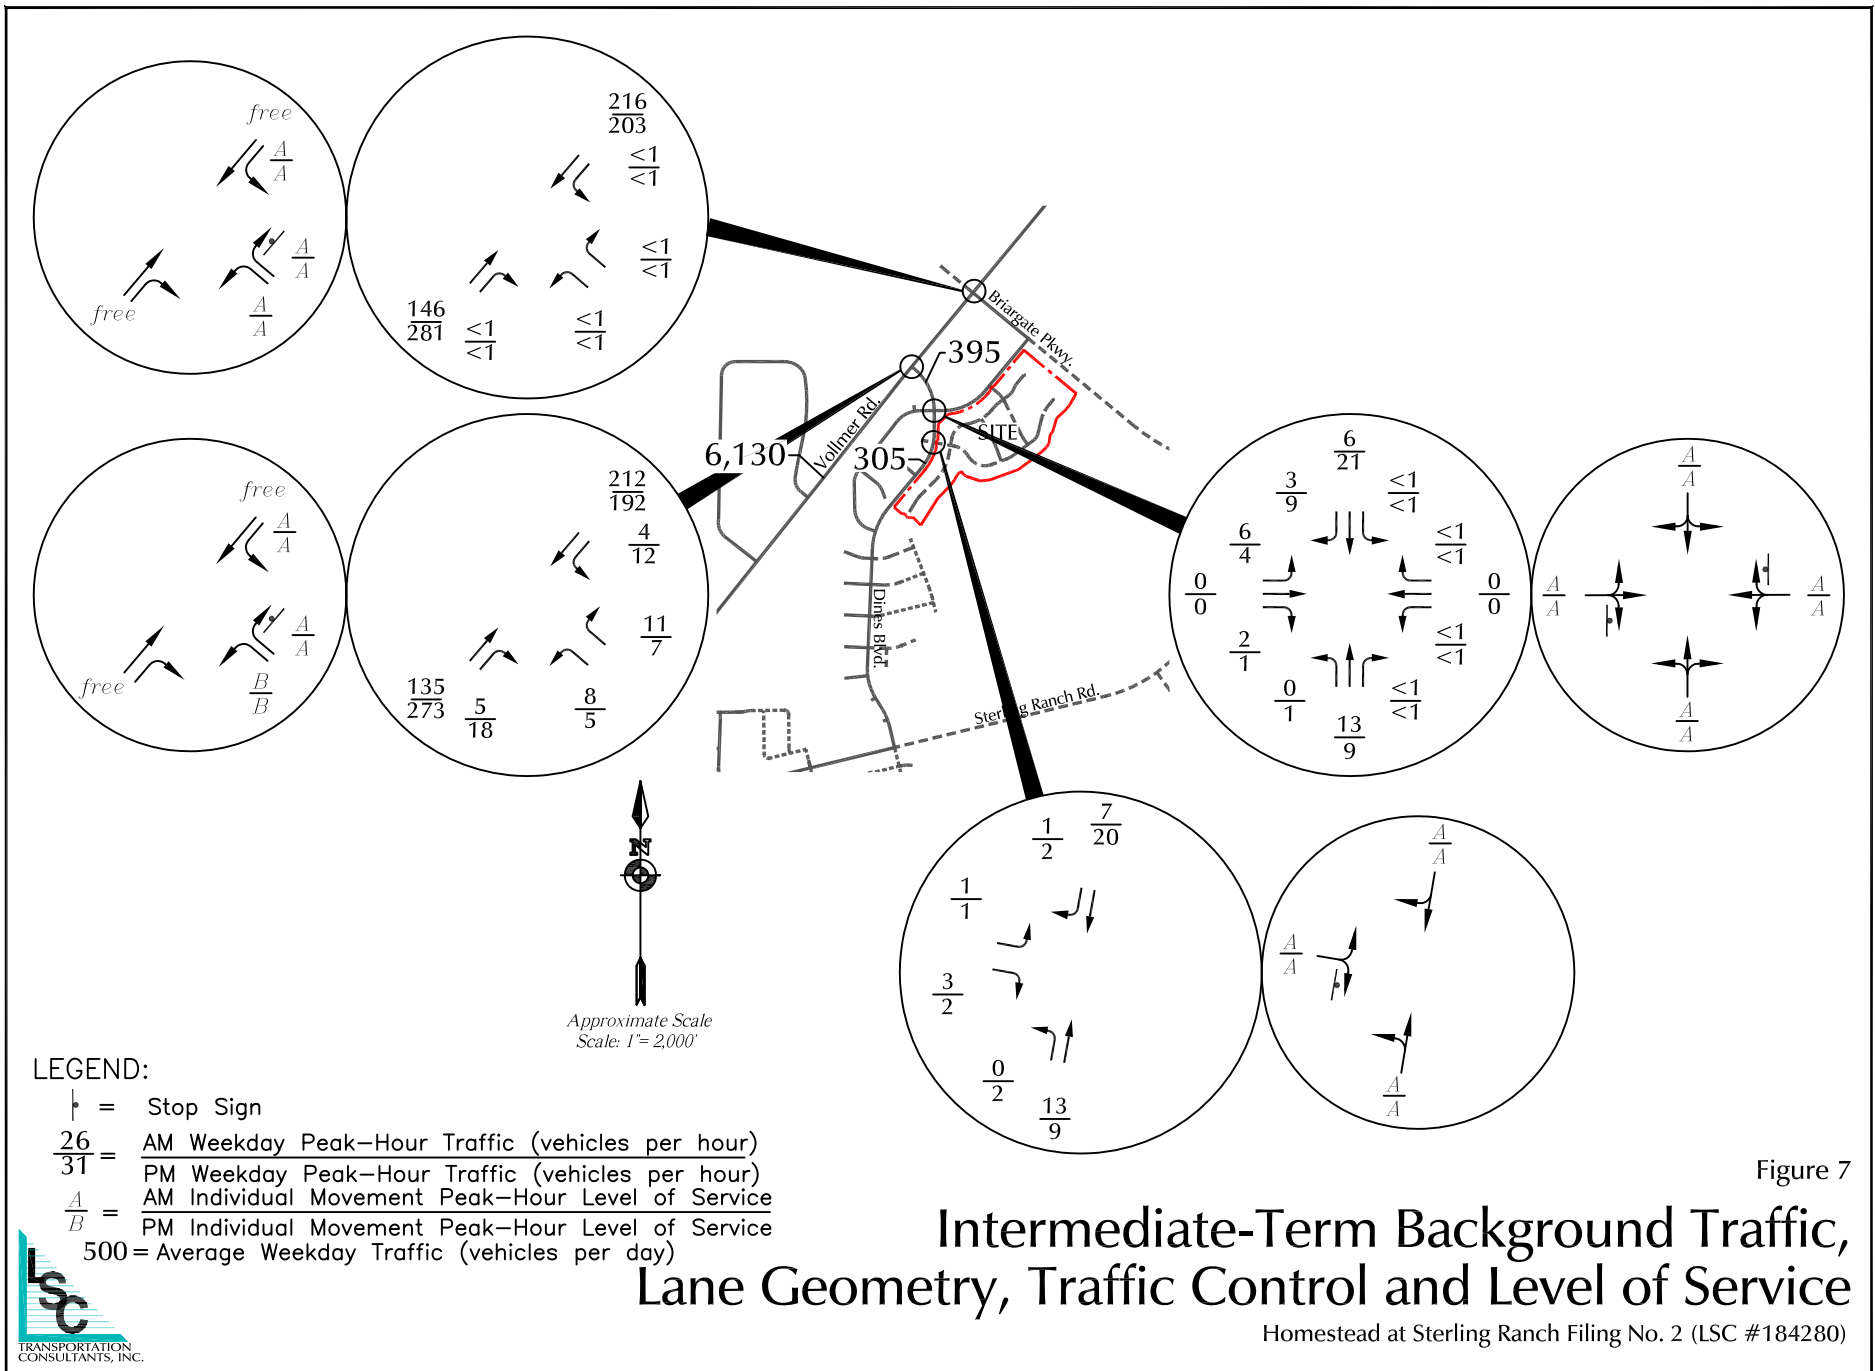 free
A
A
A
A
free
A
A
216
203
<1
<1
<1
<1
146
281
<1
<1
<1
<1
free
A
A
A
A
free
B
B
212
192
4
12
11
7
135
273
5
18
8
5
Briargate Pkwy.
395
Vollmer Rd.
6,130
305
SITE
Dines Blvd.
Sterling Ranch Rd.
6
21
3
9
<1
<1
6
4
<1
<1
0
0
0
0
2
1
<1
<1
0
1
<1
<1
13
9
A
A
A
A
A
A
A
A
1
2
7
20
1
1
3
2
0
2
13
9
A
A
A
A
A
A
N
Approximate Scale
Scale: 1"= 2,000'
LEGEND:
= Stop Sign
26
31 =
AM Weekday Peak-Hour Traffic (vehicles per hour)
PM Weekday Peak-Hour Traffic (vehicles per hour)
A
B =
AM Individual Movement Peak-Hour Level of Service
PM Individual Movement Peak-Hour Level of Service
500 = Average Weekday Traffic (vehicles per day)
LSC
TRANSPORTATION
CONSULTANTS, INC.
Figure 7
Intermediate-Term Background Traffic,
Lane Geometry, Traffic Control and Level of Service
Homestead at Sterling Ranch Filing No. 2 (LSC #184280)